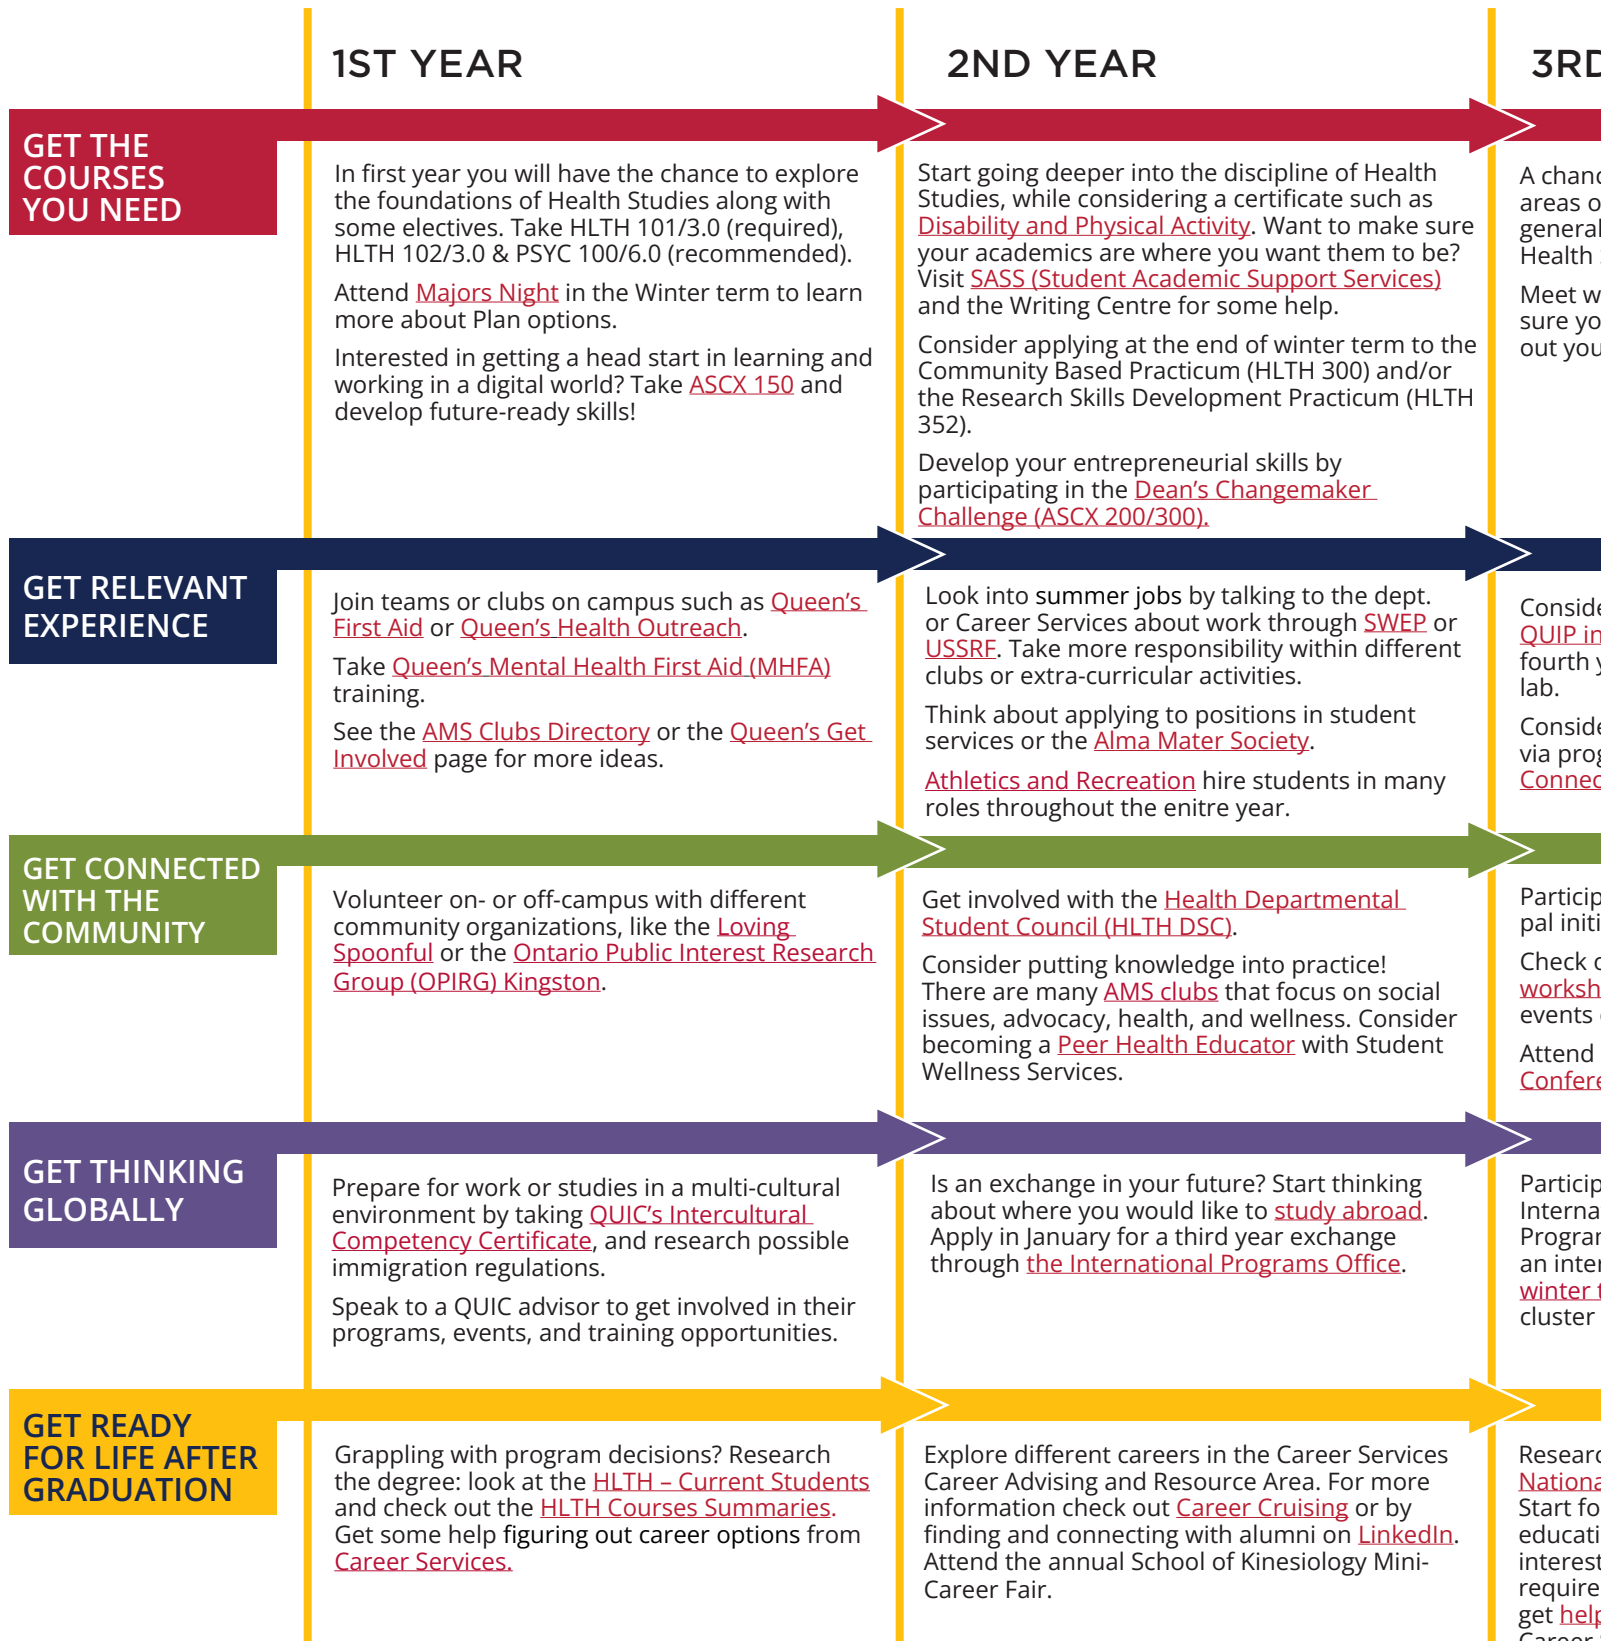 1ST YEAR
2ND YEAR
3RD
GET THE
COURSES
YOU NEED
In first year you will have the chance to explore
the foundations of Health Studies along with
some electives. Take HLTH 101/3.0 (required),
HLTH 102/3.0 & PSYC 100/6.0 (recommended).
Attend Majors Night in the Winter term to learn
more about Plan options.
Interested in getting a head start in learning and
working in a digital world? Take ASCX 150 and
develop future-ready skills!
Start going deeper into the discipline of Health
Studies, while considering a certificate such as
Disability and Physical Activity. Want to make sure
your academics are where you want them to be?
Visit SASS (Student Academic Support Services)
and the Writing Centre for some help.
Consider applying at the end of winter term to the
Community Based Practicum (HLTH 300) and/or
the Research Skills Development Practicum (HLTH
352).
Develop your entrepreneurial skills by
participating in the Dean’s Changemaker
Challenge (ASCX 200/300).
A
areas
general
Health
Meet
sure
out
GET RELEVANT
EXPERIENCE
Join teams or clubs on campus such as Queen’s
First Aid or Queen’s Health Outreach.
Take Queen’s Mental Health First Aid (MHFA)
training.
See the AMS Clubs Directory or the Queen’s Get
Involved page for more ideas.
Look into summer jobs by talking to the dept.
or Career Services about work through SWEP or
USSRF. Take more responsibility within different
clubs or extra-curricular activities.
Think about applying to positions in student
services or the Alma Mater Society.
Athletics and Recreation hire students in many
roles throughout the enitre year.
QUIP
fourth
lab.
via
GET CONNECTED
WITH THE
COMMUNITY
Volunteer on- or off-campus with different
community organizations, like the Loving
Spoonful or the Ontario Public Interest Research
Group (OPIRG) Kingston.
Get involved with the Health Departmental
Student Council (HLTH DSC).
Consider putting knowledge into practice!
There are many AMS clubs that focus on social
issues, advocacy, health, and wellness. Consider
becoming a Peer Health Educator with Student
Wellness Services.
pal
Check
events
Attend
GET THINKING
GLOBALLY
Prepare for work or studies in a multi-cultural
environment by taking QUIC’s Intercultural
Competency Certificate, and research possible
immigration regulations.
Speak to a QUIC advisor to get involved in their
programs, events, and training opportunities.
Is an exchange in your future? Start thinking
about where you would like to study abroad.
Apply in January for a third year exchange
through the International Programs Office.
an
winter
cluster
GET READY
FOR LIFE AFTER
GRADUATION
Grappling with program decisions? Research
the degree: look at the HLTH – Current Students
and check out the HLTH Courses Summaries.
Get some help figuring out career options from
Career Services.
Explore different careers in the Career Services
Career Advising and Resource Area. For more
information check out Career Cruising or by
finding and connecting with alumni on LinkedIn.
Attend the annual School of Kinesiology Mini-
Career Fair.
Start
get help